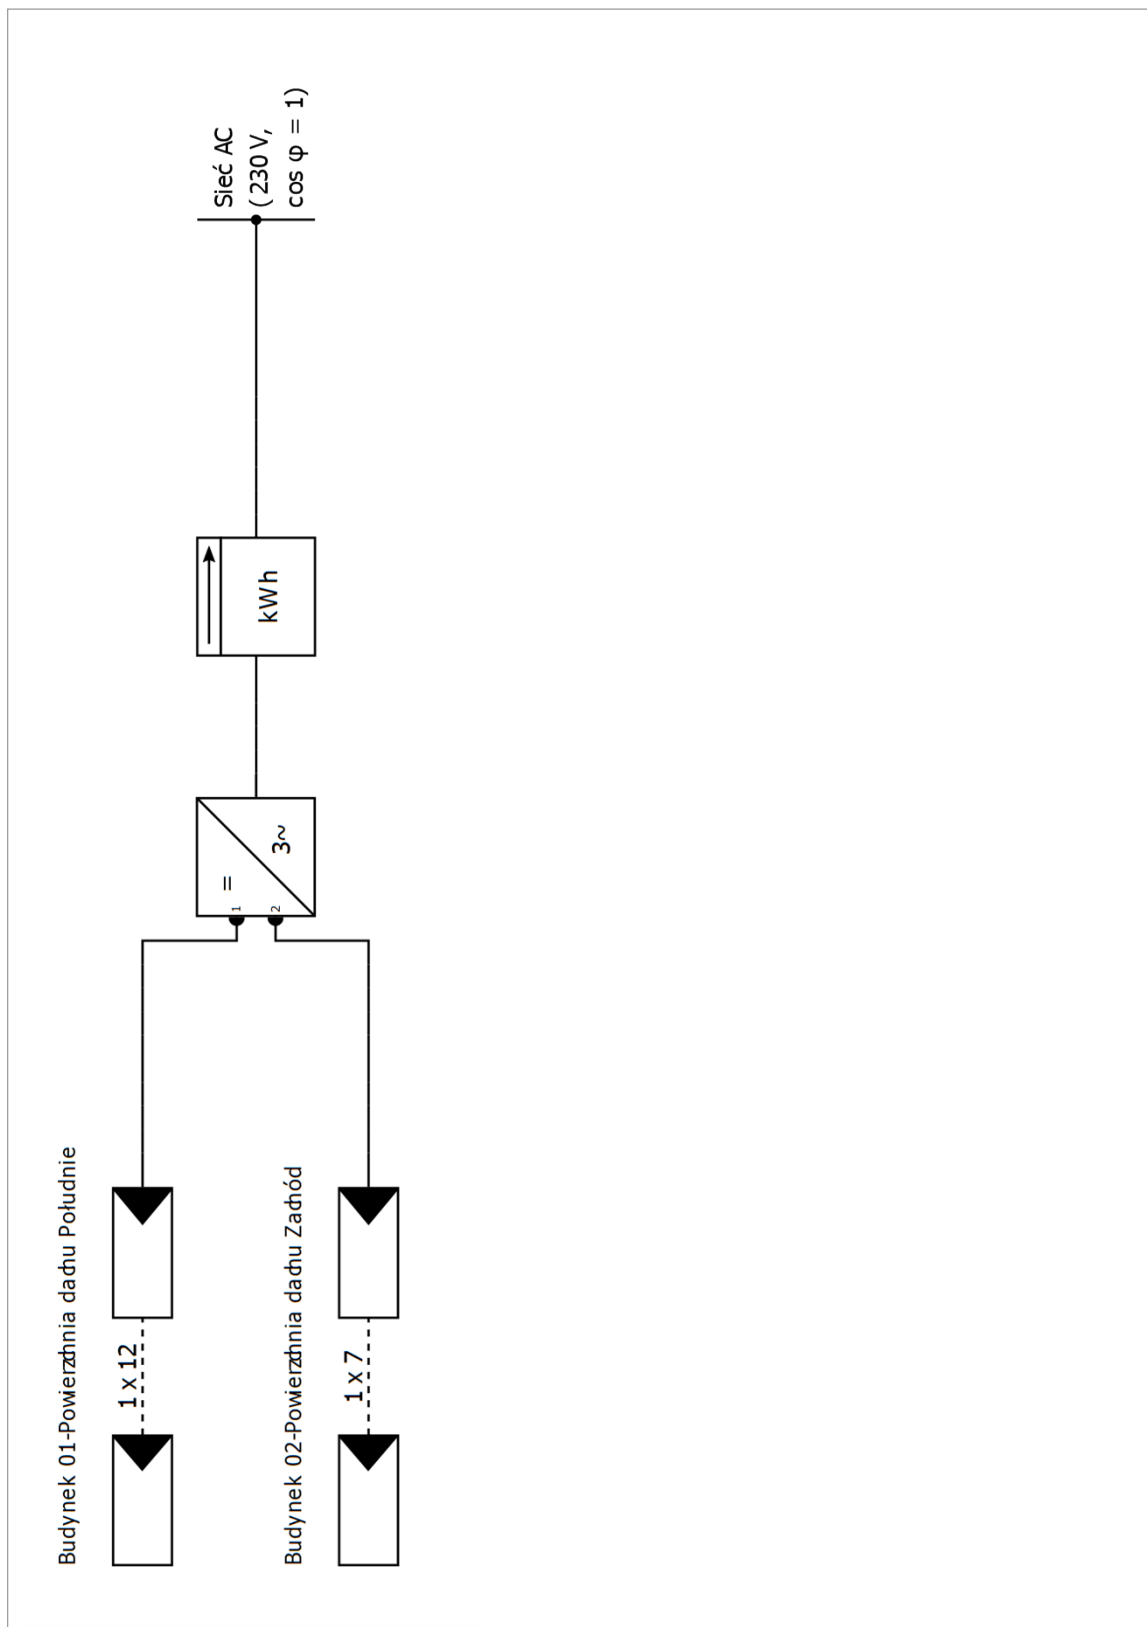 Budynek 01-Powierzchnia dachu Południe
1 x 12
Budynek 02-Powierzchnia dachu Zachód
1 x 7
=
1
2
3~
kWh
Sieć AC
(230 V,
cos φ = 1)